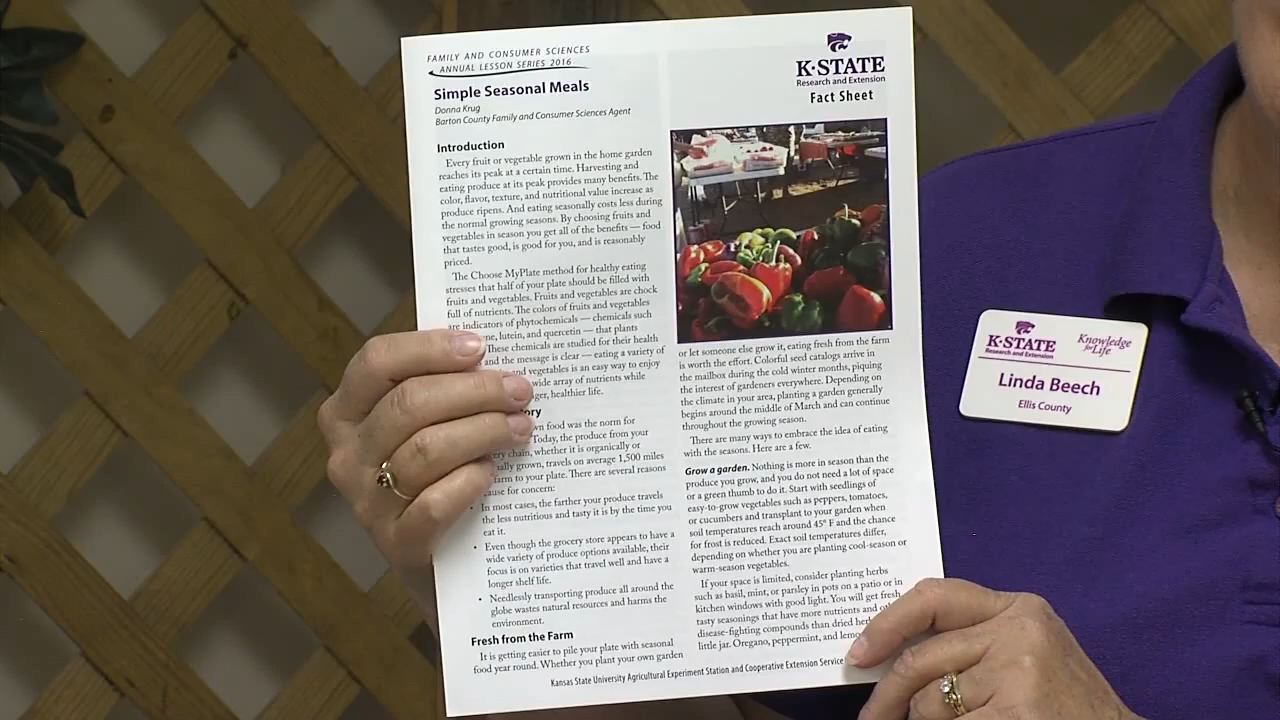 FAMILY AND CONSUMER SCIENCES
ANNUAL LESSON SERIES 2016
Simple Seasonal Meals
Donna Krug
Barton County Family and Consumer Sciences Agent
Introduction
Every fruit or vegetable grown in the home garden
reaches its peak at a certain time. Harvesting and
eating produce at its peak provides many benefits. The
color, flavor, texture, and nutritional value increase as
produce ripens. And eating seasonally costs less during
the normal growing seasons. By choosing fruits and
vegetables in season you get all of the benefits — food
that tastes good, is good for you, and is reasonably
priced.
The Choose MyPlate method for healthy eating
stresses that half of your plate should be filled with
fruits and vegetables. Fruits and vegetables are chock
full of nutrients. The colors of fruits and vegetables
are indicators of phytochemicals — chemicals such
lutein, and quercetin — that plants
These chemicals are studied for their health
and the message is clear — eating a variety of
and vegetables is an easy way to enjoy
wide array of nutrients while
healthier life.
food was the norm for
Today, the produce from your
chain, whether it is organically or
grown, travels on average 1,500 miles
farm to your plate. There are several reasons
for concern:
• In most cases, the farther your produce travels
the less nutritious and tasty it is by the time you
eat it.
• Even though the grocery store appears to have a
wide variety of produce options available, their
focus is on varieties that travel well and have a
longer shelf life.
• Needlessly transporting produce all around the
globe wastes natural resources and harms the
environment.
Fresh from the Farm
It is getting easier to pile your plate with seasonal
food year round. Whether you plant your own garden
K-STATE
Research and Extension
Fact Sheet
or let someone else grow it, eating fresh from the farm
is worth the effort. Colorful seed catalogs arrive in
the mailbox during the cold winter months, piquing
the interest of gardeners everywhere. Depending on
the climate in your area, planting a garden generally
begins around the middle of March and can continue
throughout the growing season.
There are many ways to embrace the idea of eating
with the seasons. Here are a few.
Grow a garden. Nothing is more in season than the
produce you grow, and you do not need a lot of space
or a green thumb to do it. Start with seedlings of
easy-to-grow vegetables such as peppers, tomatoes,
or cucumbers and transplant to your garden when
soil temperatures reach around 45° F and the chance
for frost is reduced. Exact soil temperatures differ,
depending on whether you are planting cool-season or
warm-season vegetables.
If your space is limited, consider planting herbs
such as basil, mint, or parsley in pots on a patio or in
kitchen windows with good light. You will get fresh,
tasty seasonings that have more nutrients and
disease-fighting compounds than dried
little jar. Oregano, peppermint, and
Kansas State University Agricultural Experiment Station and Cooperative Extension Service
K-STATE
Research and Extension
Knowledge
for Life
Linda Beech
Ellis County